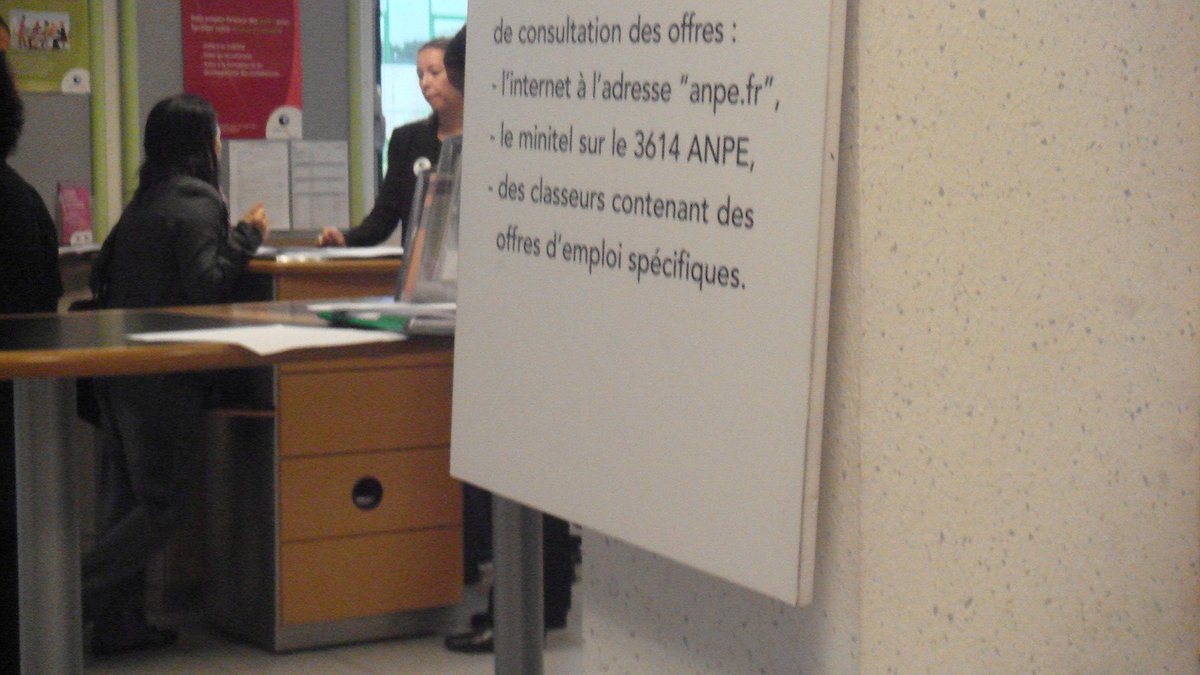 de consultation des offres :
- l'internet à l'adresse "anpe.fr",
- le minitel sur le 3614 ANPE,
- des classeurs contenant des
offres d'emploi spécifiques.